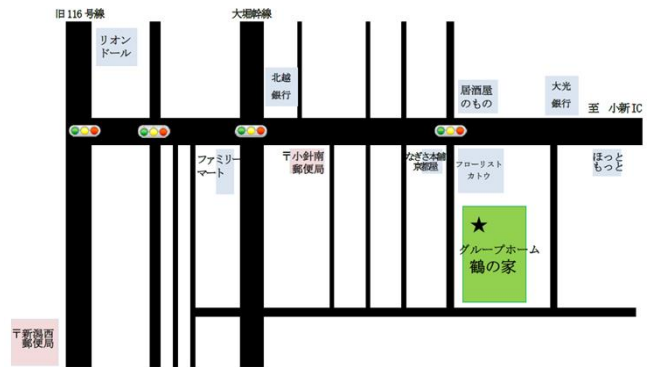 旧116号線
大堀幹線
リオン
ドール
北越
銀行
居酒屋
のもの
大光
銀行
至 小新IC
ファミリー
マート
〒小針南
郵便局
なぎさ本舗
京都屋
フローリスト
カトウ
ほっと
もっと
★
グループホーム
鶴の家
〒新潟西
郵便局